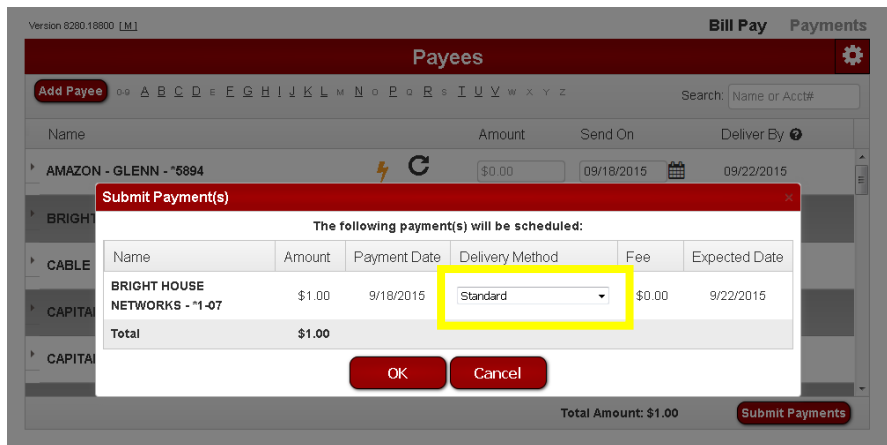 Version 8280.18800 [ M ]
Bill Pay Payments
Payees
Add Payee 0-9 A B C D E F G H I J K L M N O P Q R S T U V W X Y Z Search: Name or Acct#
Name Amount Send On Deliver By ?
AMAZON - GLENN - *5894 $0.00 09/18/2015 09/22/2015
Submit Payment(s) ×
BRIGHT
The following payment(s) will be scheduled:
Name Amount Payment Date Delivery Method Fee Expected Date
CABLE
BRIGHT HOUSE
NETWORKS - *1-07 $1.00 9/18/2015 Standard $0.00 9/22/2015
CAPITAL
Total $1.00
CAPITAL
OK Cancel
Total Amount: $1.00 Submit Payments